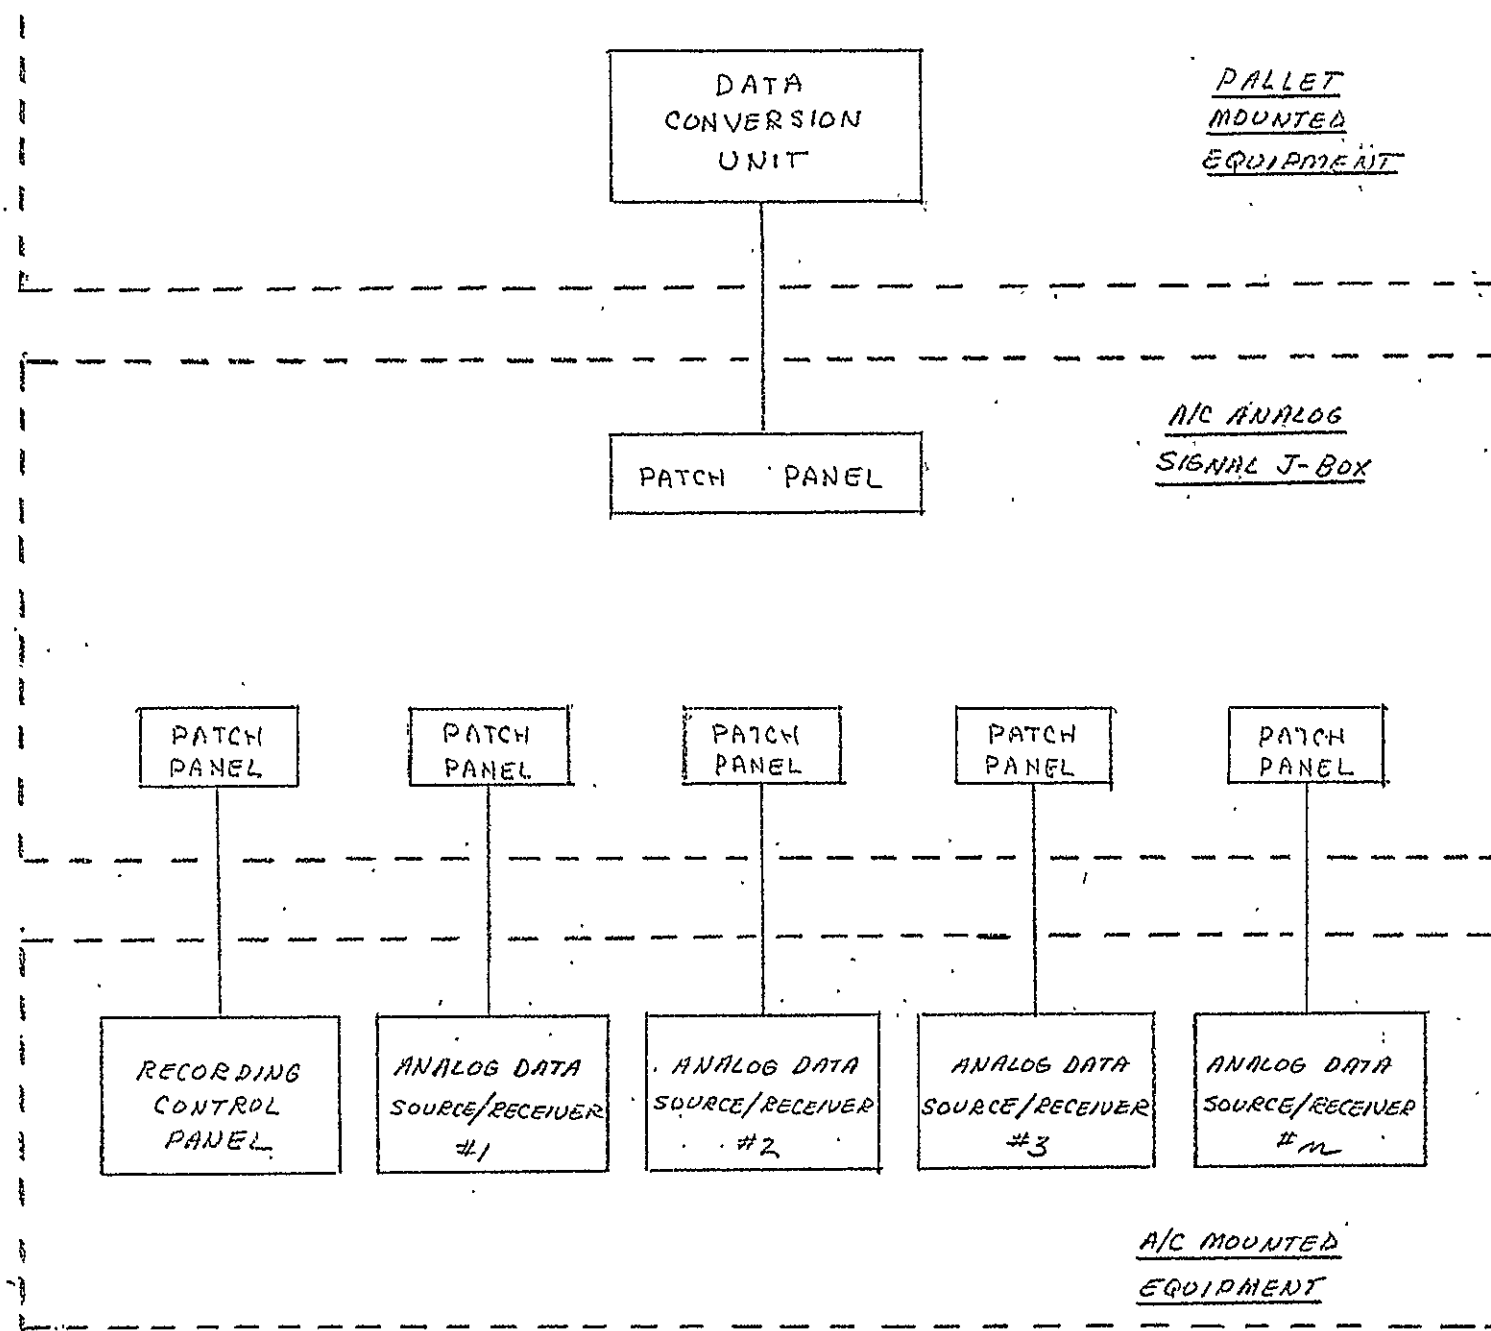 DATA
CONVERSION
UNIT
PALLET
MOUNTED
EQUIPMENT
A/C ANALOG
SIGNAL J-BOX
PATCH PANEL
PATCH
PANEL
PATCH
PANEL
PATCH
PANEL
PATCH
PANEL
PATCH
PANEL
RECORDING
CONTROL
PANEL
ANALOG DATA
SOURCE/RECEIVER
#1
ANALOG DATA
SOURCE/RECEIVER
#2
ANALOG DATA
SOURCE/RECEIVER
#3
ANALOG DATA
SOURCE/RECEIVER
#n
A/C MOUNTED
EQUIPMENT